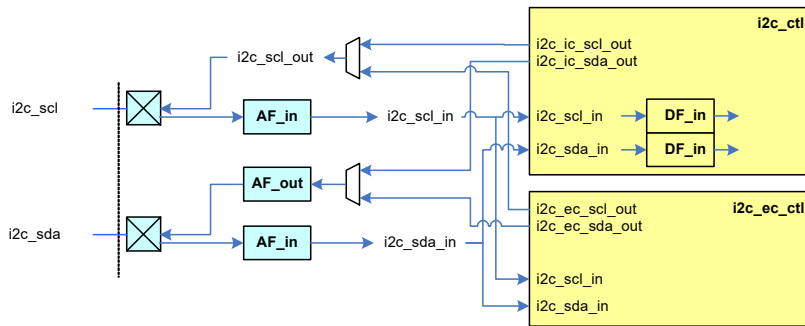 i2c_ctl
i2c_ic_scl_out
i2c_scl_out
i2c_ic_sda_out
i2c_scl
AF_in
i2c_scl_in
i2c_scl_in
DF_in
i2c_sda_in
DF_in
AF_out
i2c_ec_ctl
i2c_ec_scl_out
i2c_ec_sda_out
i2c_sda
AF_in
i2c_sda_in
i2c_scl_in
i2c_sda_in